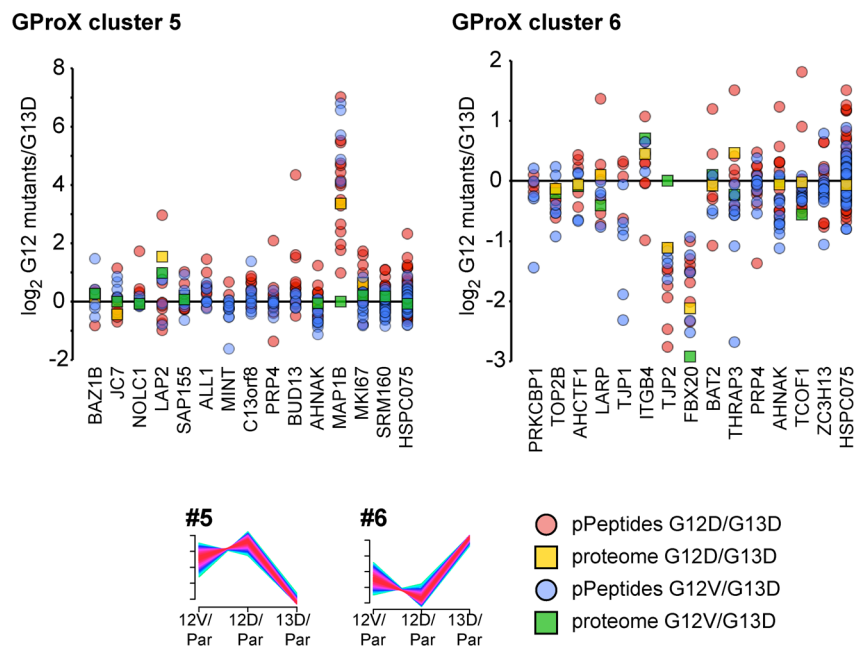 GProX cluster 5
GProX cluster 6
log2 G12 mutants/G13D
8
6
4
2
0
-2
BAZ1B
JC7
NOLC1
LAP2
SAP155
ALL1
MINT
C13orf8
PRP4
BUD13
AHNAK
MAP1B
MKI67
SRM160
HSPC075
log2 G12 mutants/G13D
2
1
0
-1
-2
-3
PRKCBP1
TOP2B
AHCTF1
LARP
TJP1
ITGB4
TJP2
FBX20
BAT2
THRAP3
PRP4
AHNAK
TCOF1
ZC3H13
HSPC075
#5
12V/ 12D/ 13D/
Par Par Par
#6
12V/ 12D/ 13D/
Par Par Par
pPeptides G12D/G13D
proteome G12D/G13D
pPeptides G12V/G13D
proteome G12V/G13D